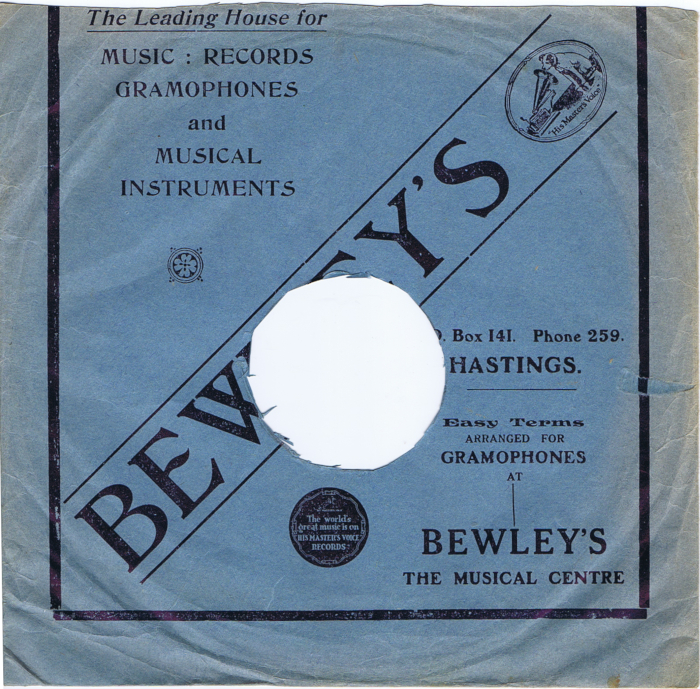 The Leading House for
MUSIC : RECORDS
GRAMOPHONES
and
MUSICAL
INSTRUMENTS
"His Master's Voice"
BEWLEY'S
Box 141. Phone 259.
HASTINGS.
Easy Terms
ARRANGED FOR
GRAMOPHONES
AT
BEWLEY'S
THE MUSICAL CENTRE
The world's
great music is on
HIS MASTER'S VOICE
RECORDS